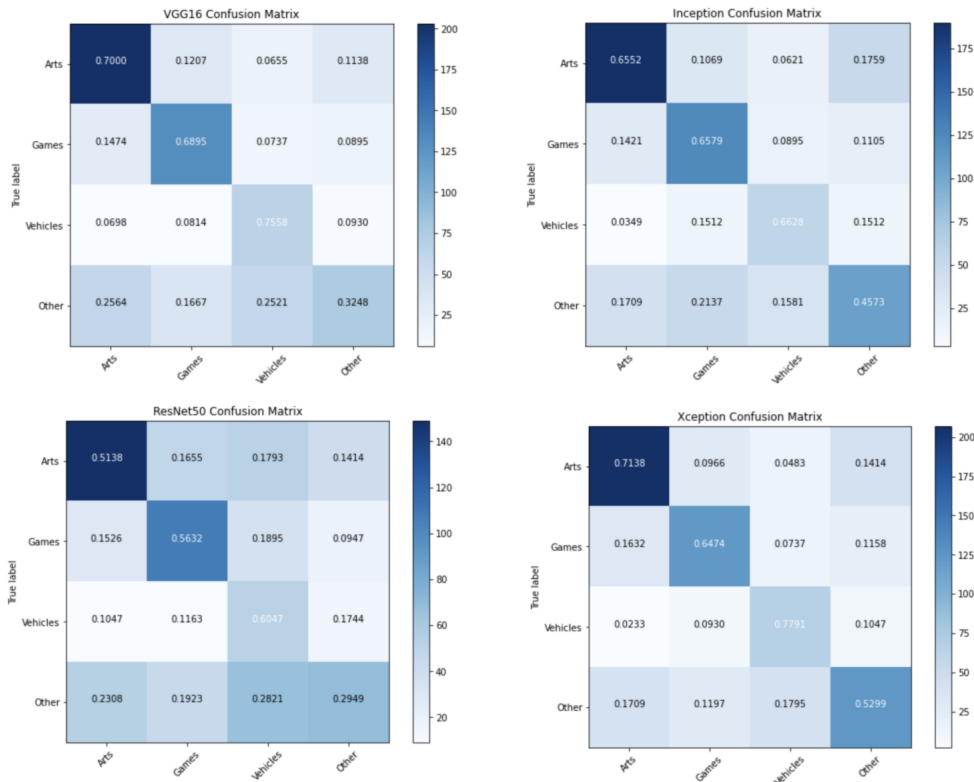 VGG16 Confusion Matrix
Arts 0.7000 0.1207 0.0655 0.1138
Games 0.1474 0.6895 0.0737 0.0895
Vehicles 0.0698 0.0814 0.7558 0.0930
Other 0.2564 0.1667 0.2521 0.3248
True label
Arts Games Vehicles Other
200
175
150
125
100
75
50
25
Inception Confusion Matrix
Arts 0.6552 0.1069 0.0621 0.1759
Games 0.1421 0.6579 0.0895 0.1105
Vehicles 0.0349 0.1512 0.6628 0.1512
Other 0.1709 0.2137 0.1581 0.4573
True label
Arts Games Vehicles Other
175
150
125
100
75
50
25
ResNet50 Confusion Matrix
Arts 0.5138 0.1655 0.1793 0.1414
Games 0.1526 0.5632 0.1895 0.0947
Vehicles 0.1047 0.1163 0.6047 0.1744
Other 0.2308 0.1923 0.2821 0.2949
True label
Arts Games Vehicles Other
140
120
100
80
60
40
20
Xception Confusion Matrix
Arts 0.7138 0.0966 0.0483 0.1414
Games 0.1632 0.6474 0.0737 0.1158
Vehicles 0.0233 0.0930 0.7791 0.1047
Other 0.1709 0.1197 0.1795 0.5299
True label
Arts Games Vehicles Other
200
175
150
125
100
75
50
25